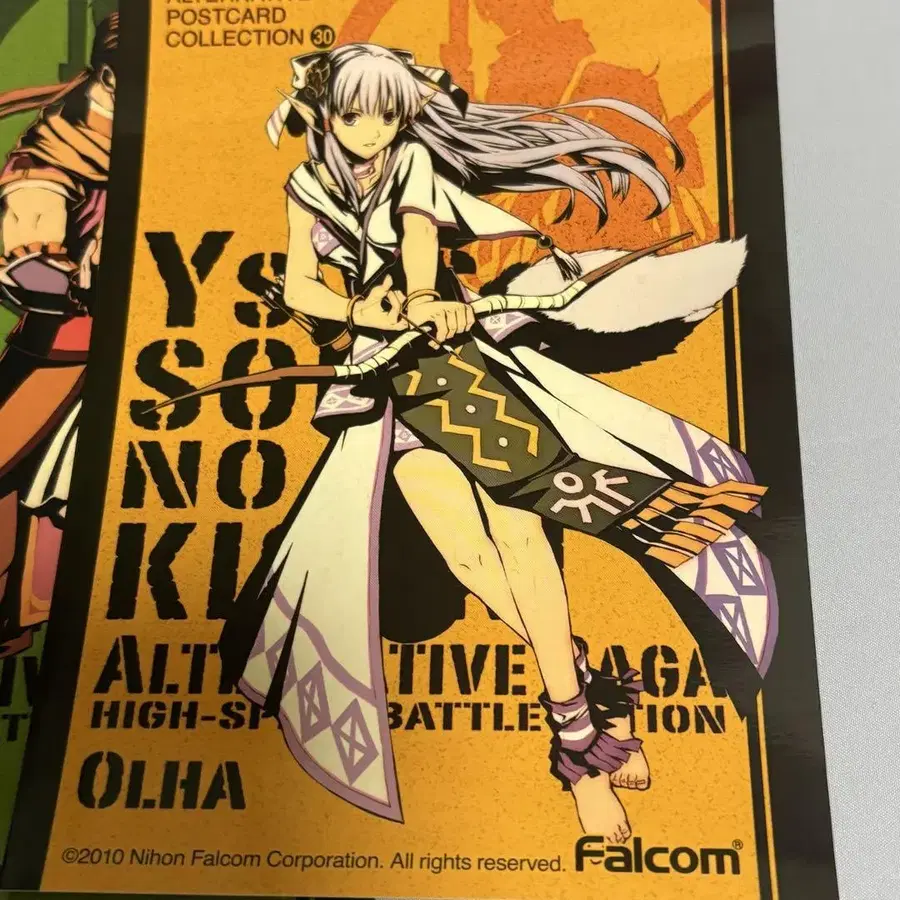 POSTCARD
COLLECTION 30
Ys
SO
NO
KI
ALT TIVE SAGA
HIGH-SP BATTLE TION
OLHA
©2010 Nihon Falcom Corporation. All rights reserved.
Falcom®